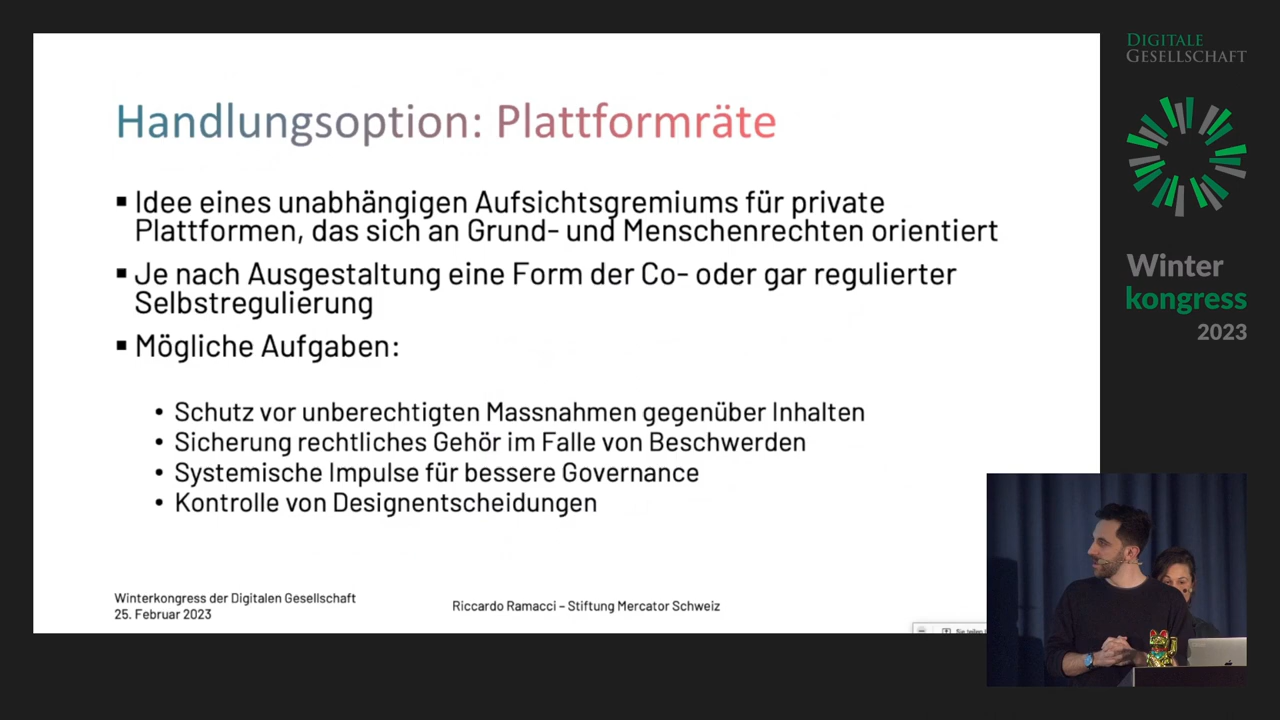 Handlungsoption: Plattformräte
▪ Idee eines unabhängigen Aufsichtsgremiums für private
Plattformen, das sich an Grund- und Menschenrechten orientiert
▪ Je nach Ausgestaltung eine Form der Co- oder gar regulierter
Selbstregulierung
▪ Mögliche Aufgaben:
• Schutz vor unberechtigten Massnahmen gegenüber Inhalten
• Sicherung rechtliches Gehör im Falle von Beschwerden
• Systemische Impulse für bessere Governance
• Kontrolle von Designentscheidungen
Winterkongress der Digitalen Gesellschaft
25. Februar 2023
Riccardo Ramacci – Stiftung Mercator Schweiz
DIGITALE
GESELLSCHAFT
Winter
kongress
2023